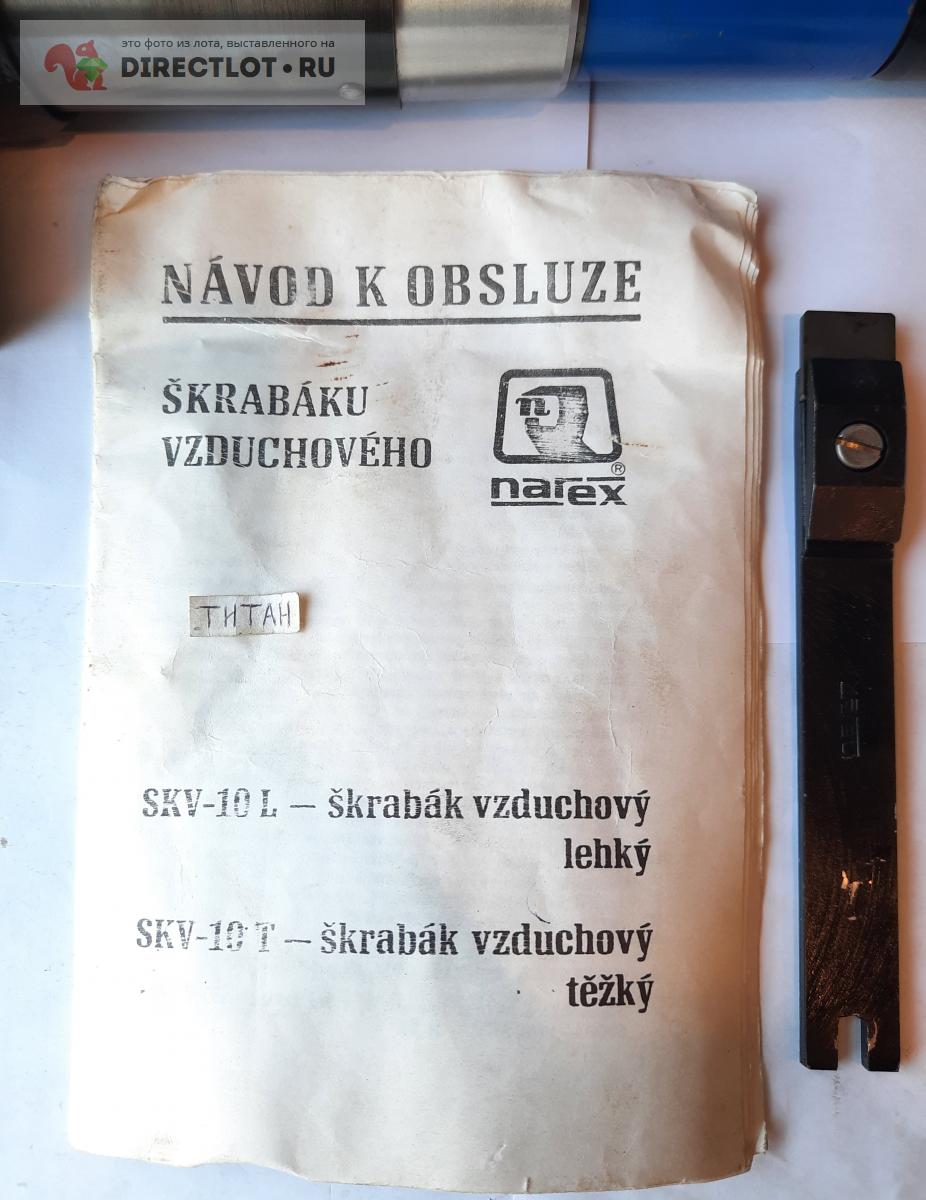 это фото из лота, выставленного на
DIRECTLOT•RU
NÁVOD K OBSLUZE
ŠKRABÁKU
VZDUCHOVÉHO
n
®
narex
ТИТАН
SKV-10 L — škrabák vzduchový
lehký
SKV-10 T — škrabák vzduchový
těžký